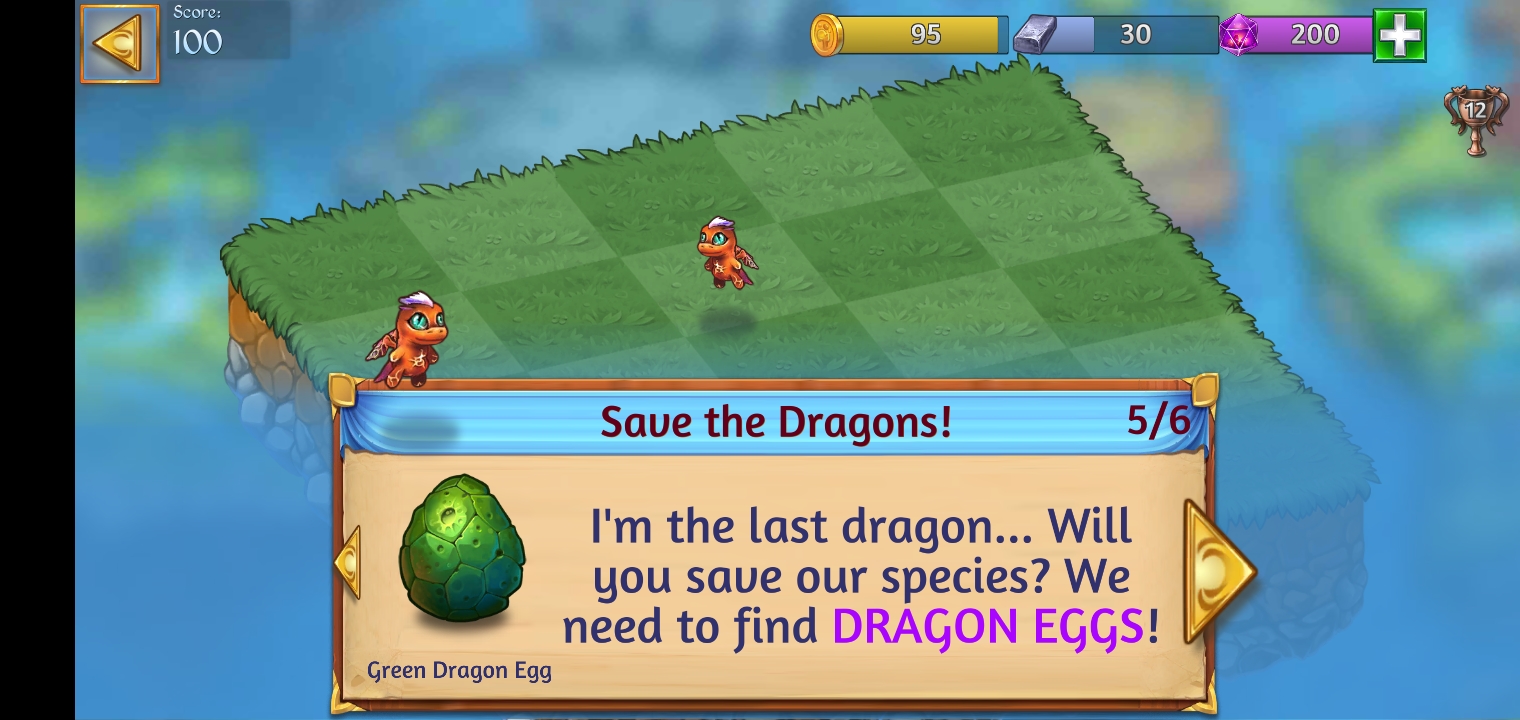 Score:
100
95
30
200
12
Save the Dragons!
5/6
I'm the last dragon... Will
you save our species? We
need to find DRAGON EGGS!
Green Dragon Egg